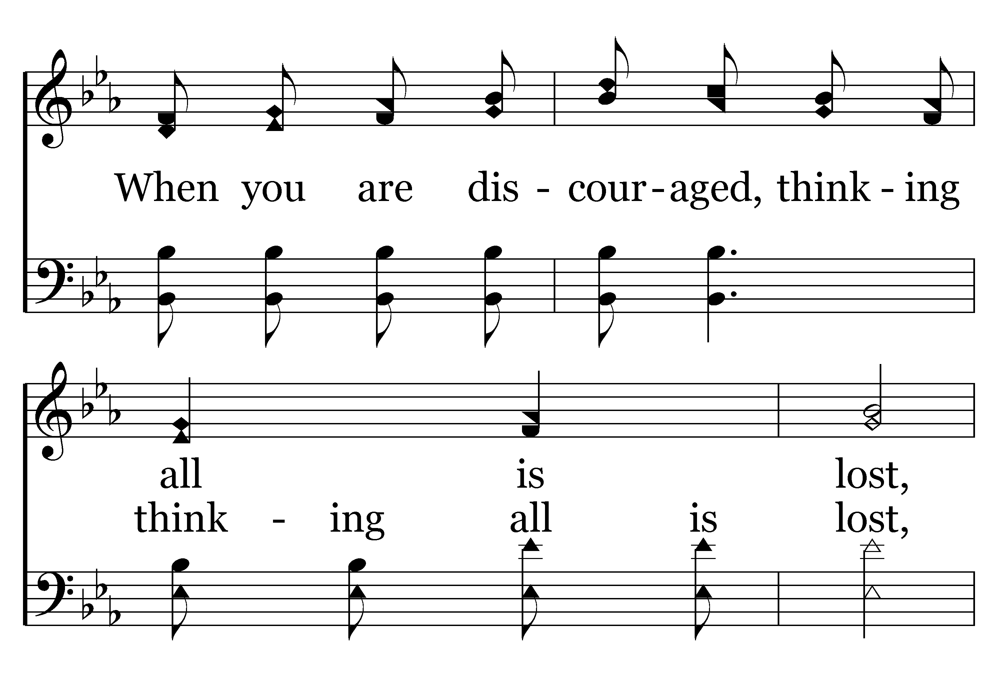 When you are dis - cour - aged, think - ing
all is lost,
think - ing all is lost,